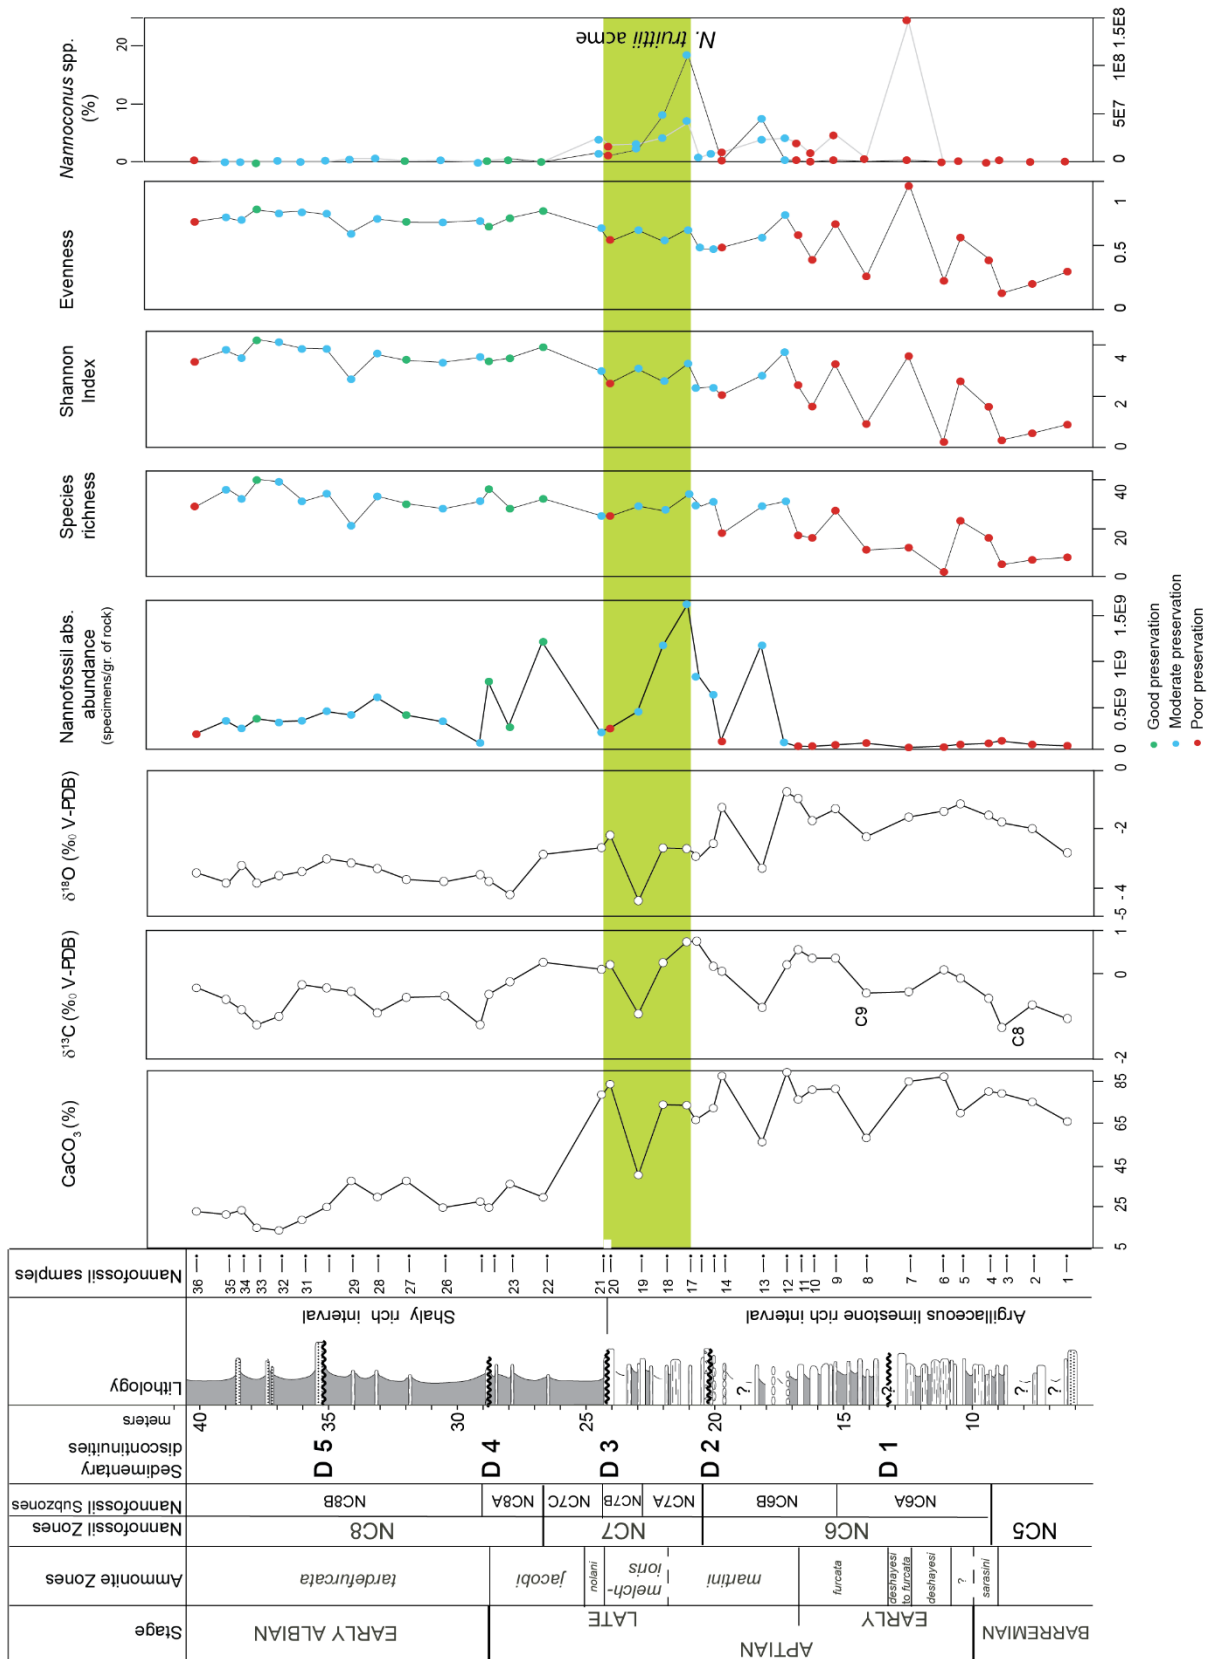 Stage
EARLY ALBIAN
LATE
APTIAN
EARLY
BARREMIAN
Ammonite Zones
tardefurcata
jacobi
nolani
melch-
ioris
martini
furcata
deshayesi
to furcata
deshayesi
?
sarasini
Nannofossil Zones
NC8
NC7
NC6
NC5
Nannofossil Subzones
NC8B
NC8A
NC7C
NC7B
NC7A
NC6B
NC6A
Sedimentary
discontinuities
D 5
D 4
D 3
D 2
D 1
meters
40
35
30
25
20
15
10
Lithology
?
?
?
?
Shaly rich interval
Argillaceous limestone rich interval
Nannofossil samples
36
35
34
33
32
31
29
28
27
26
23
22
21
20
19
18
17
14
13
12
11
10
9
8
7
6
5
4
3
2
1
CaCO3 (%)
85
65
45
25
5
δ13C (‰ V-PDB)
1
0
-2
C9
C8
δ18O (‰ V-PDB)
0
-2
-4
-5
Nannofossil abs.
abundance
(specimens/gr. of rock)
1.5E9
1E9
0.5E9
0
Species
richness
40
20
0
Shannon
Index
4
2
0
Evenness
1
0.5
0
Nannoconus spp.
(%)
20
10
0
N. truittii acme
1.5E8
1E8
5E7
0
Good preservation
Moderate preservation
Poor preservation